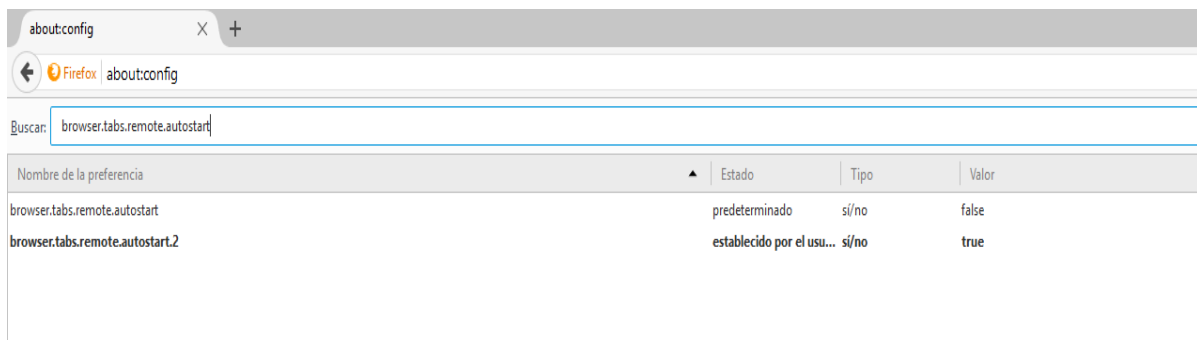 about:config
Firefox about:config
Buscar: browser.tabs.remote.autostart
Nombre de la preferencia Estado Tipo Valor
browser.tabs.remote.autostart predeterminado sí/no false
browser.tabs.remote.autostart.2 establecido por el usu... sí/no true